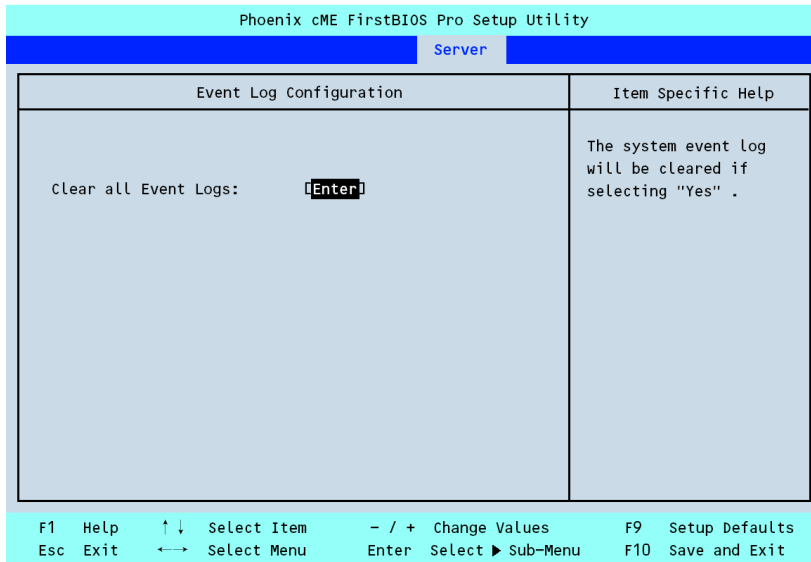 Phoenix cME FirstBIOS Pro Setup Utility
Server
Event Log Configuration
Item Specific Help
Clear all Event Logs: [Enter]
The system event log
will be cleared if
selecting "Yes" .
F1 Help ↑↓ Select Item - / + Change Values F9 Setup Defaults
Esc Exit ←→ Select Menu Enter Select ▶ Sub-Menu F10 Save and Exit